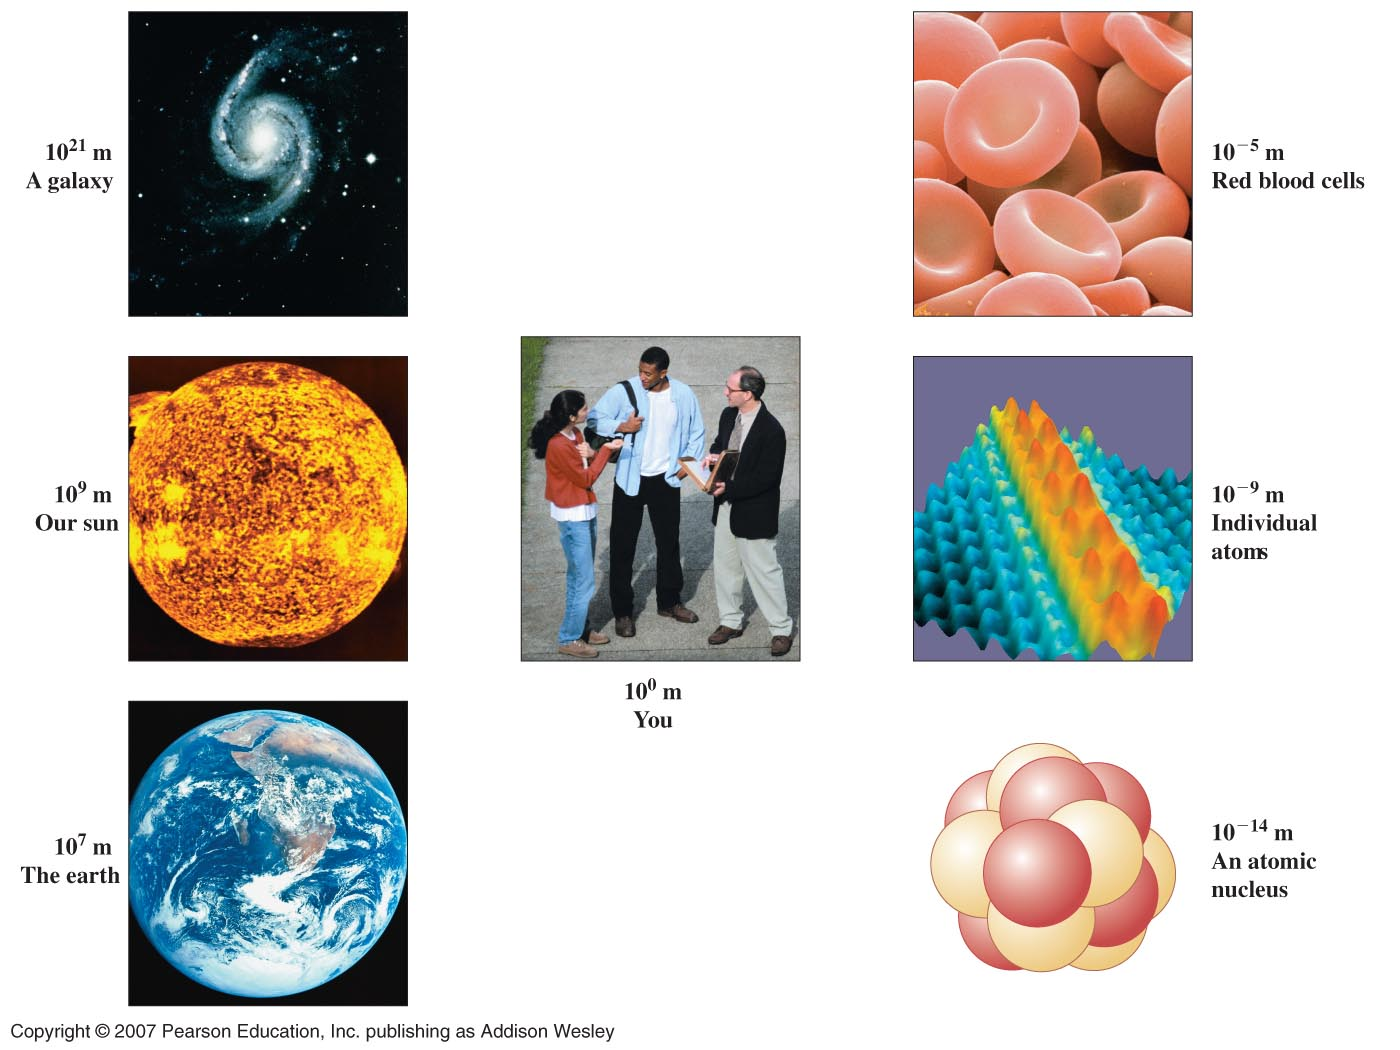 10²¹ m
A galaxy
10⁹ m
Our sun
10⁷ m
The earth
10⁰ m
You
10⁻⁵ m
Red blood cells
10⁻⁹ m
Individual
atoms
10⁻¹⁴ m
An atomic
nucleus
Copyright © 2007 Pearson Education, Inc. publishing as Addison Wesley